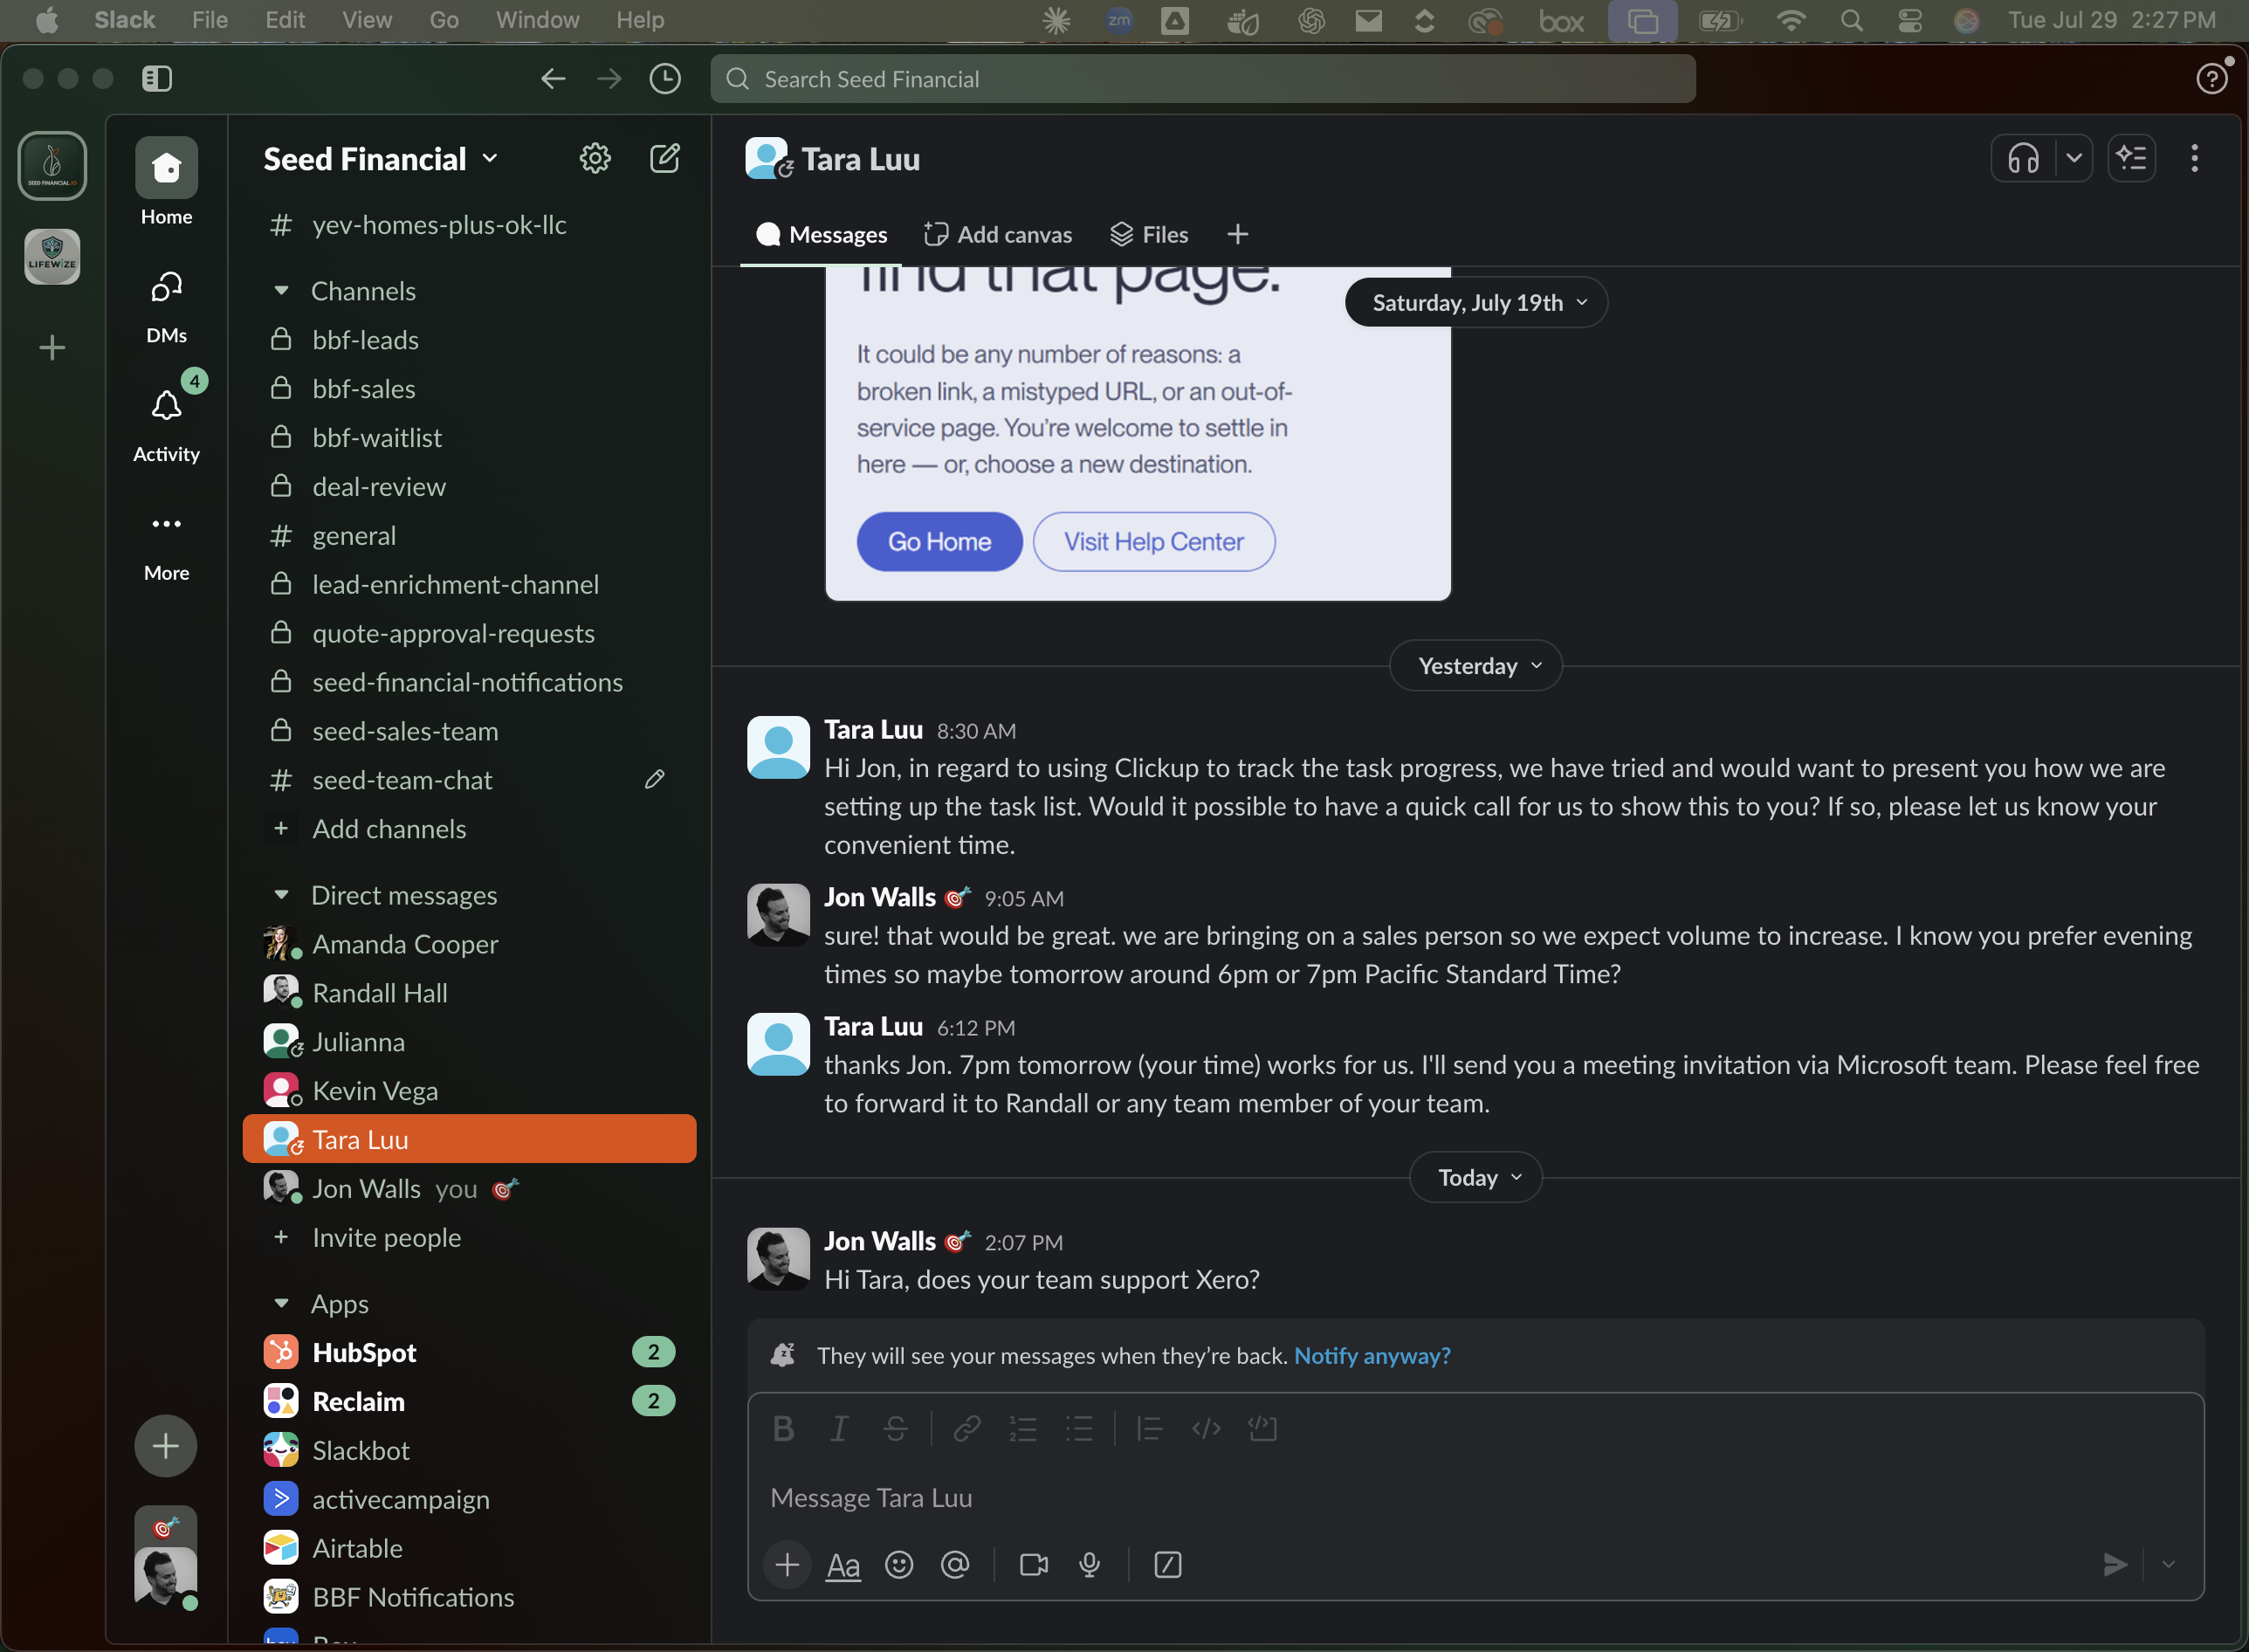 Slack File Edit View Go Window Help
zm
box
Tue Jul 29 2:27 PM
Search Seed Financial
SEED FINANCIAL
LIFEWIZE
Home
DMs
4
Activity
More
Seed Financial
# yev-homes-plus-ok-llc
Channels
bbf-leads
bbf-sales
bbf-waitlist
deal-review
# general
lead-enrichment-channel
quote-approval-requests
seed-financial-notifications
seed-sales-team
# seed-team-chat
+ Add channels
Direct messages
Amanda Cooper
Randall Hall
Julianna
Kevin Vega
Tara Luu
Jon Walls you
+ Invite people
Apps
HubSpot 2
Reclaim 2
Slackbot
activecampaign
Airtable
BBF Notifications
Tara Luu
Messages Add canvas Files +
find that page.
Saturday, July 19th
It could be any number of reasons: a
broken link, a mistyped URL, or an out-of-
service page. You’re welcome to settle in
here — or, choose a new destination.
Go Home Visit Help Center
Yesterday
Tara Luu 8:30 AM
Hi Jon, in regard to using Clickup to track the task progress, we have tried and would want to present you how we are
setting up the task list. Would it possible to have a quick call for us to show this to you? If so, please let us know your
convenient time.
Jon Walls 9:05 AM
sure! that would be great. we are bringing on a sales person so we expect volume to increase. I know you prefer evening
times so maybe tomorrow around 6pm or 7pm Pacific Standard Time?
Tara Luu 6:12 PM
thanks Jon. 7pm tomorrow (your time) works for us. I'll send you a meeting invitation via Microsoft team. Please feel free
to forward it to Randall or any team member of your team.
Today
Jon Walls 2:07 PM
Hi Tara, does your team support Xero?
They will see your messages when they’re back. Notify anyway?
B I S
Message Tara Luu
+ Aa @